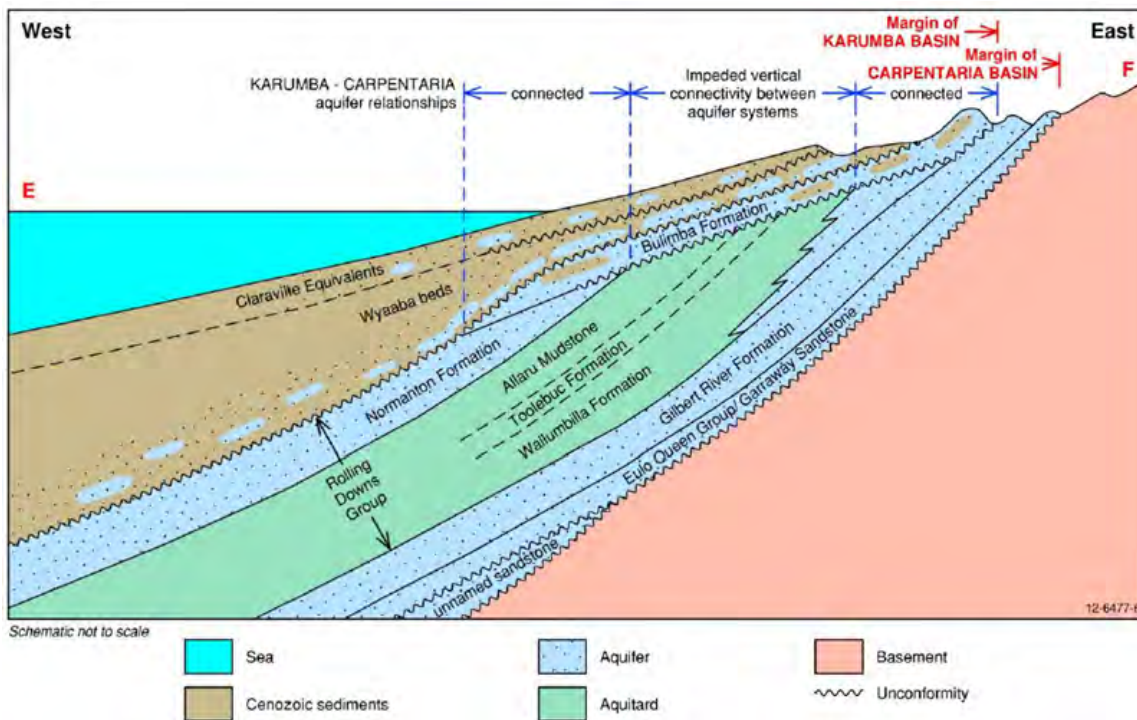 West
East
Margin of
KARUMBA BASIN
Margin of
CARPENTARIA BASIN
F
KARUMBA - CARPENTARIA
aquifer relationships
connected
Impeded vertical
connectivity between
aquifer systems
connected
E
Claraville Equivalents
Wyaaba beds
Bulimba Formation
Normanton Formation
Allaru Mudstone
Toolebuc Formation
Wallumbilla Formation
Gilbert River Formation
Eulo Queen Group/ Garraway Sandstone
Rolling
Downs
Group
unnamed sandstone
Schematic not to scale
Sea
Aquifer
Basement
Cenozoic sediments
Aquitard
Unconformity